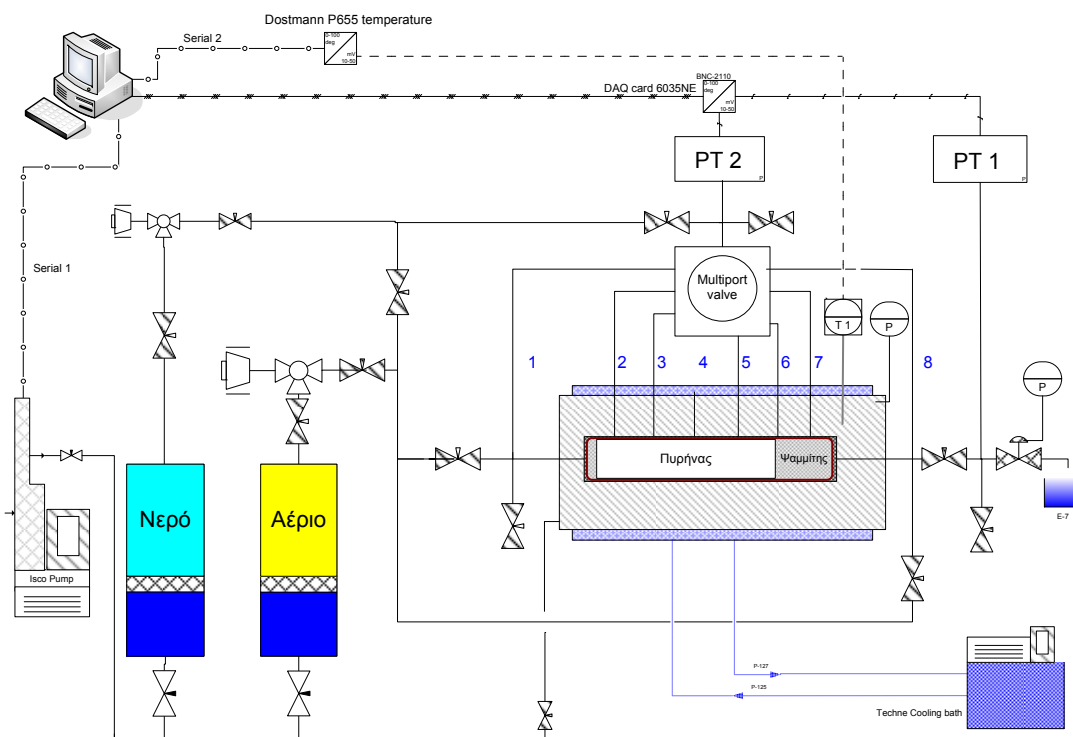 Dostmann P655 temperature
Serial 2
0-100
deg
mV
10-50
BNC-2110
0-100
deg
mV
10-50
DAQ card 6035NE
PT 2
P
PT 1
P
Serial 1
Multiport
valve
T 1
P
P
1
2
3
4
5
6
7
8
Πυρήνας
Ψαμμίτης
Νερό
Αέριο
E-7
Isco Pump
P-127
P-125
Techne Cooling bath